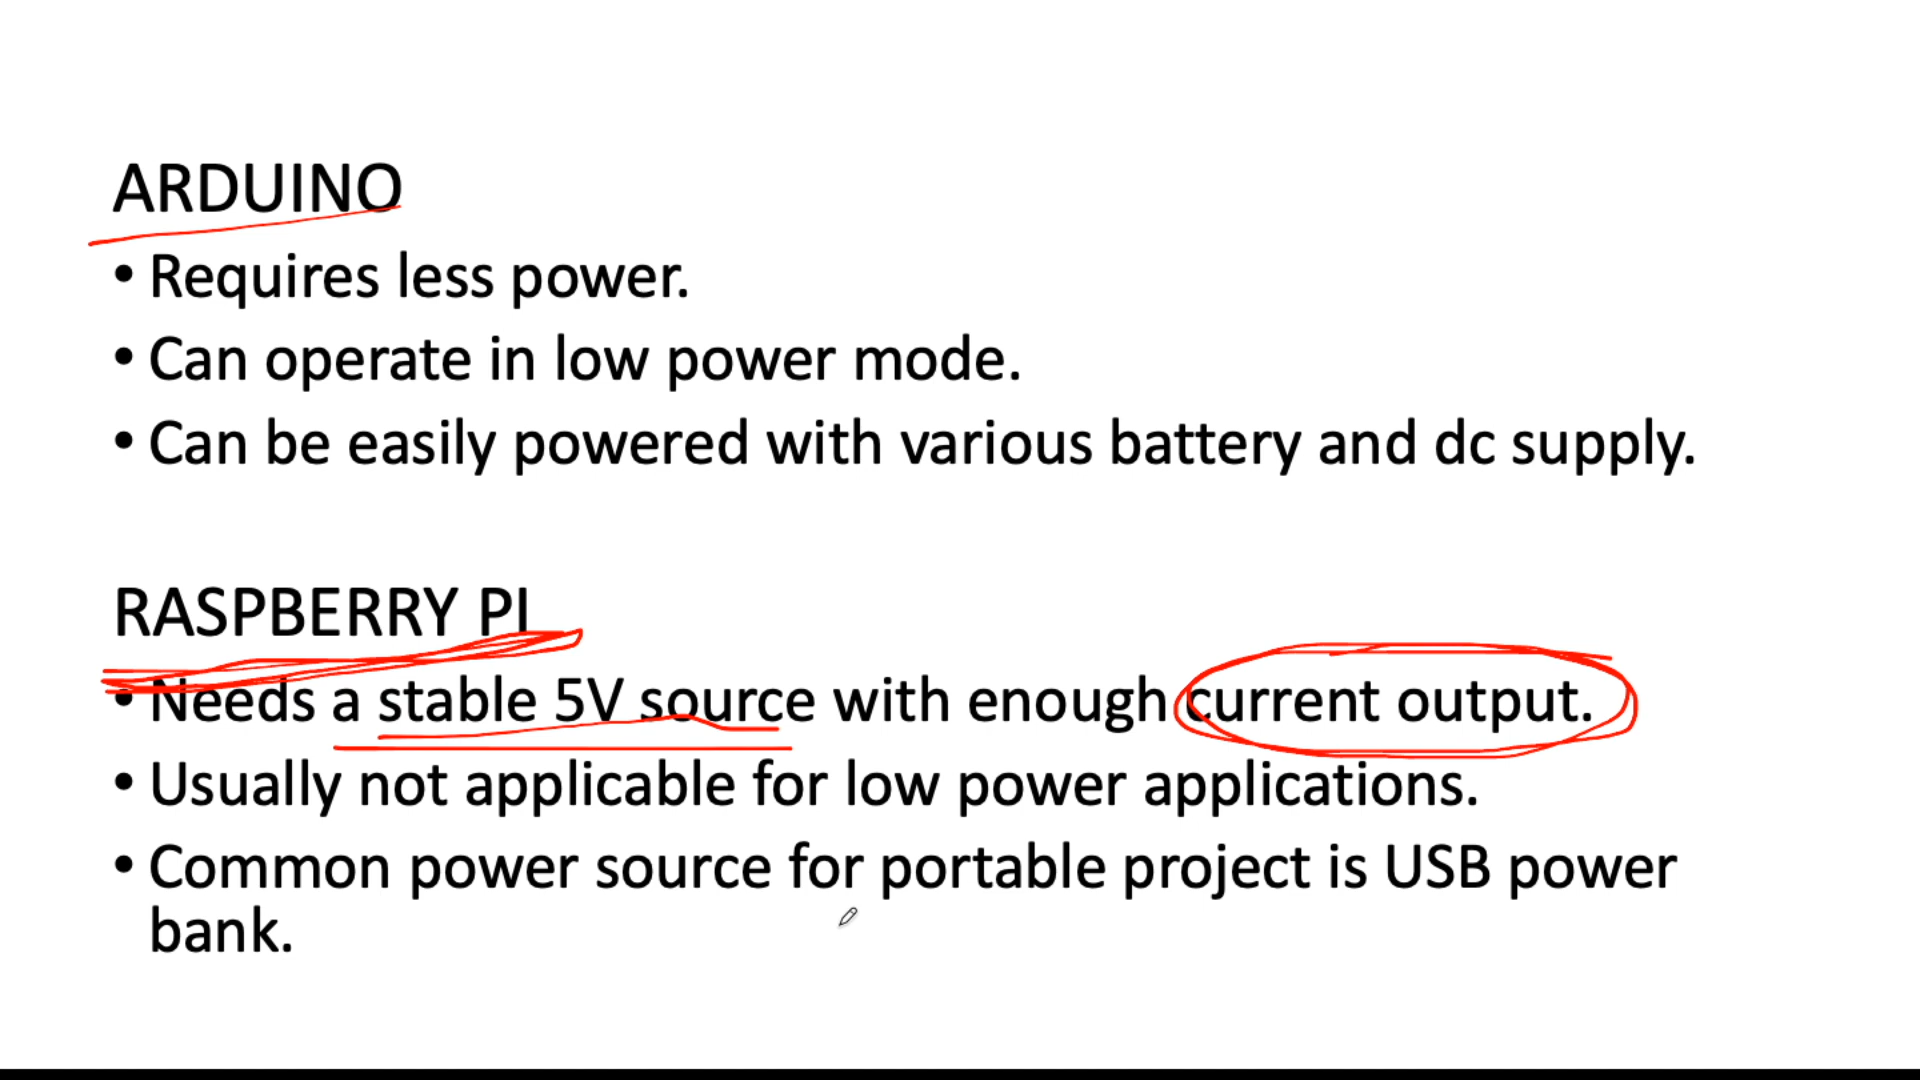 ARDUINO
• Requires less power.
• Can operate in low power mode.
• Can be easily powered with various battery and dc supply.
RASPBERRY PI
• Needs a stable 5V source with enough current output.
• Usually not applicable for low power applications.
• Common power source for portable project is USB power
bank.